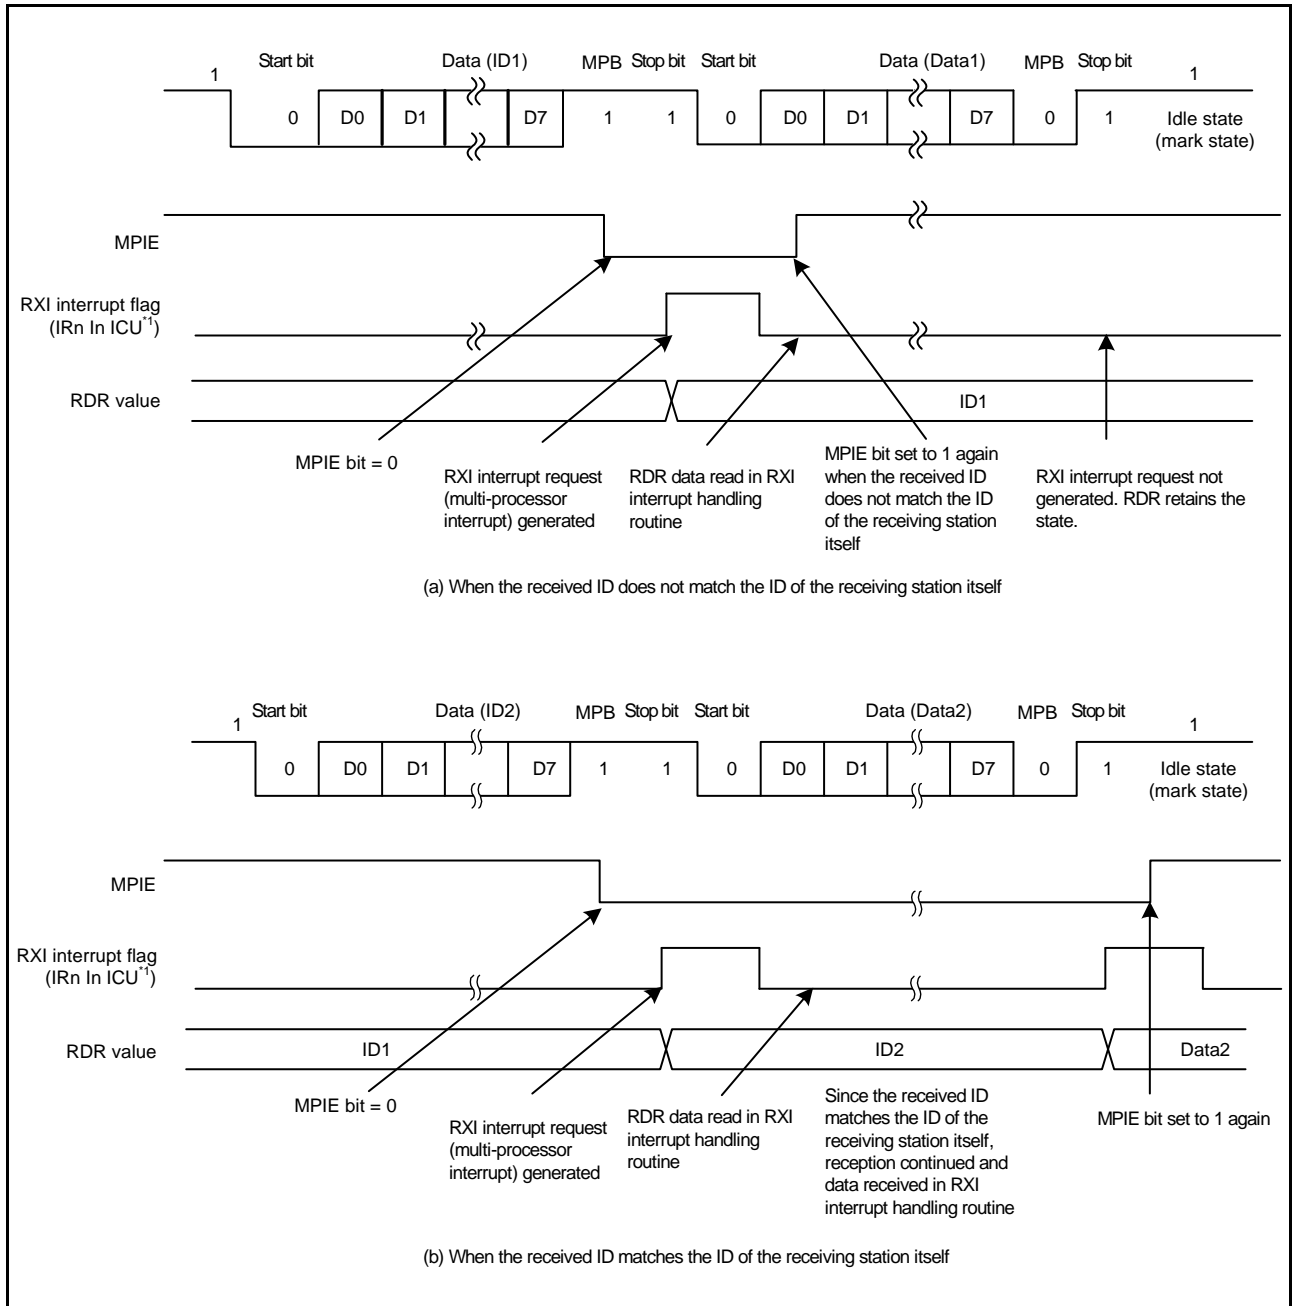 Start bit Data (ID1) MPB Stop bit Start bit Data (Data1) MPB Stop bit
1 1
0 D0 D1 D7 1 1 0 D0 D1 D7 0 1 Idle state
(mark state)
MPIE
RXI interrupt flag
(IRn In ICU*1)
RDR value ID1
MPIE bit = 0
RXI interrupt request
(multi-processor
interrupt) generated
RDR data read in RXI
interrupt handling
routine
MPIE bit set to 1 again
when the received ID
does not match the ID
of the receiving station
itself
RXI interrupt request not
generated. RDR retains the
state.
(a) When the received ID does not match the ID of the receiving station itself
Start bit Data (ID2) MPB Stop bit Start bit Data (Data2) MPB Stop bit
1 1
0 D0 D1 D7 1 1 0 D0 D1 D7 0 1 Idle state
(mark state)
MPIE
RXI interrupt flag
(IRn In ICU*1)
RDR value ID1 ID2 Data2
MPIE bit = 0
RXI interrupt request
(multi-processor
interrupt) generated
RDR data read in RXI
interrupt handling
routine
Since the received ID
matches the ID of the
receiving station itself,
reception continued and
data received in RXI
interrupt handling routine
MPIE bit set to 1 again
(b) When the received ID matches the ID of the receiving station itself